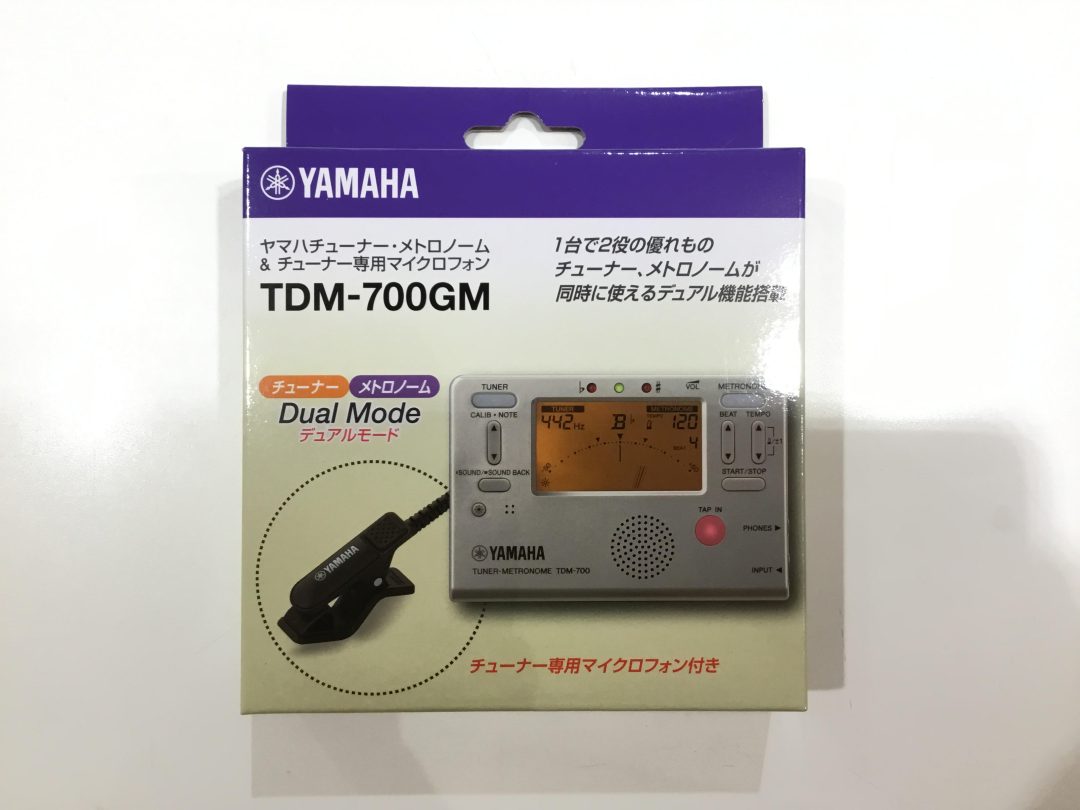 YAMAHA
ヤマハチューナー・メトロノーム
& チューナー専用マイクロフォン
TDM-700GM
1台で2役の優れもの
チューナー、メトロノームが
同時に使えるデュアル機能搭載
チューナー メトロノーム
Dual Mode
デュアルモード
TUNER
♭ ♯
VOL
METRONOME
CALIB・NOTE
BEAT TEMPO
TUNER METRONOME
442 Hz B♭ TEMPO 120
BEAT 4
SOUND/SOUND BACK
START/STOP
TAP IN
PHONES ▶
YAMAHA
TUNER-METRONOME TDM-700
INPUT ◀
YAMAHA
チューナー専用マイクロフォン付き